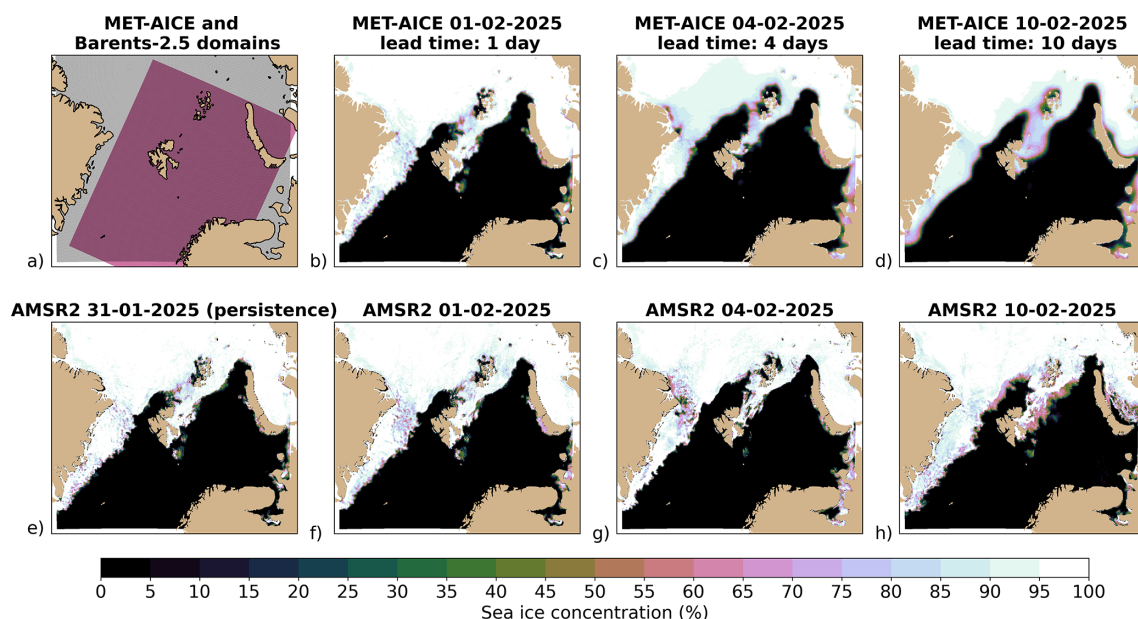 MET-AICE and
Barents-2.5 domains
MET-AICE 01-02-2025
lead time: 1 day
MET-AICE 04-02-2025
lead time: 4 days
MET-AICE 10-02-2025
lead time: 10 days
a)
b)
c)
d)
AMSR2 31-01-2025 (persistence)
AMSR2 01-02-2025
AMSR2 04-02-2025
AMSR2 10-02-2025
e)
f)
g)
h)
0 5 10 15 20 25 30 35 40 45 50 55 60 65 70 75 80 85 90 95 100
Sea ice concentration (%)